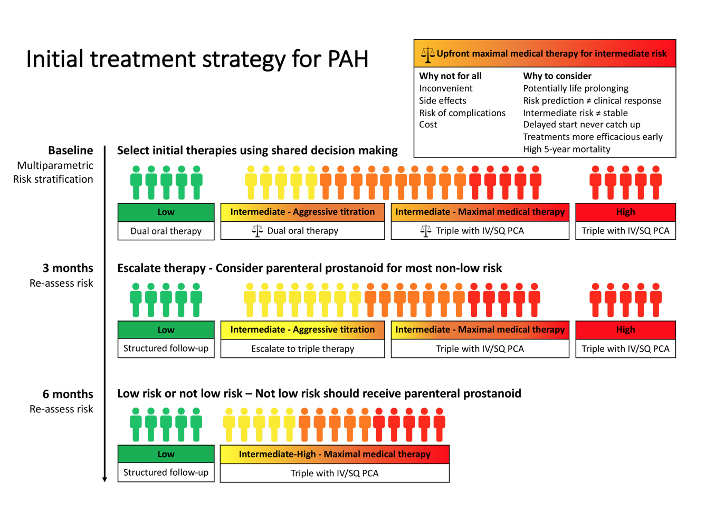 Initial treatment strategy for PAH
Upfront maximal medical therapy for intermediate risk
Why not for all
Inconvenient
Side effects
Risk of complications
Cost
Why to consider
Potentially life prolonging
Risk prediction ≠ clinical response
Intermediate risk ≠ stable
Delayed start never catch up
Treatments more efficacious early
High 5-year mortality
Baseline
Multiparametric
Risk stratification
Select initial therapies using shared decision making
Low
Dual oral therapy
Intermediate - Aggressive titration
Dual oral therapy
Intermediate - Maximal medical therapy
Triple with IV/SQ PCA
High
Triple with IV/SQ PCA
3 months
Re-assess risk
Escalate therapy - Consider parenteral prostanoid for most non-low risk
Low
Structured follow-up
Intermediate - Aggressive titration
Escalate to triple therapy
Intermediate - Maximal medical therapy
Triple with IV/SQ PCA
High
Triple with IV/SQ PCA
6 months
Re-assess risk
Low risk or not low risk – Not low risk should receive parenteral prostanoid
Low
Structured follow-up
Intermediate-High - Maximal medical therapy
Triple with IV/SQ PCA